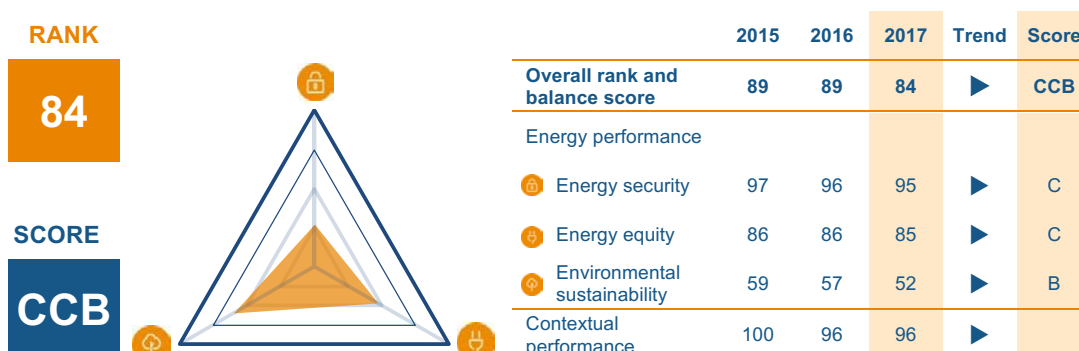 RANK
84
SCORE
CCB
2015 2016 2017 Trend Score
Overall rank and
balance score 89 89 84 CCB
Energy performance
Energy security 97 96 95 C
Energy equity 86 86 85 C
Environmental
sustainability 59 57 52 B
Contextual
performance 100 96 96